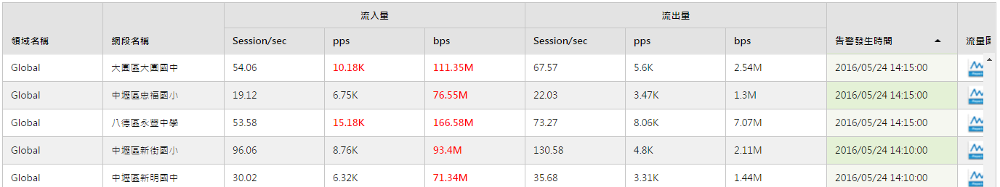 流入量 流出量
領域名稱 網段名稱 Session/sec pps bps Session/sec pps bps 告警發生時間 流量圖
Global 大園區大園國中 54.06 10.18K 111.35M 67.57 5.6K 2.54M 2016/05/24 14:15:00
Global 中壢區忠福國小 19.12 6.75K 76.55M 22.03 3.47K 1.3M 2016/05/24 14:15:00
Global 八德區永豐中學 53.58 15.18K 166.58M 73.27 8.06K 7.07M 2016/05/24 14:15:00
Global 中壢區新街國小 96.06 8.76K 93.4M 130.58 4.8K 2.11M 2016/05/24 14:10:00
Global 中壢區新明國中 30.02 6.32K 71.34M 35.68 3.31K 1.44M 2016/05/24 14:10:00